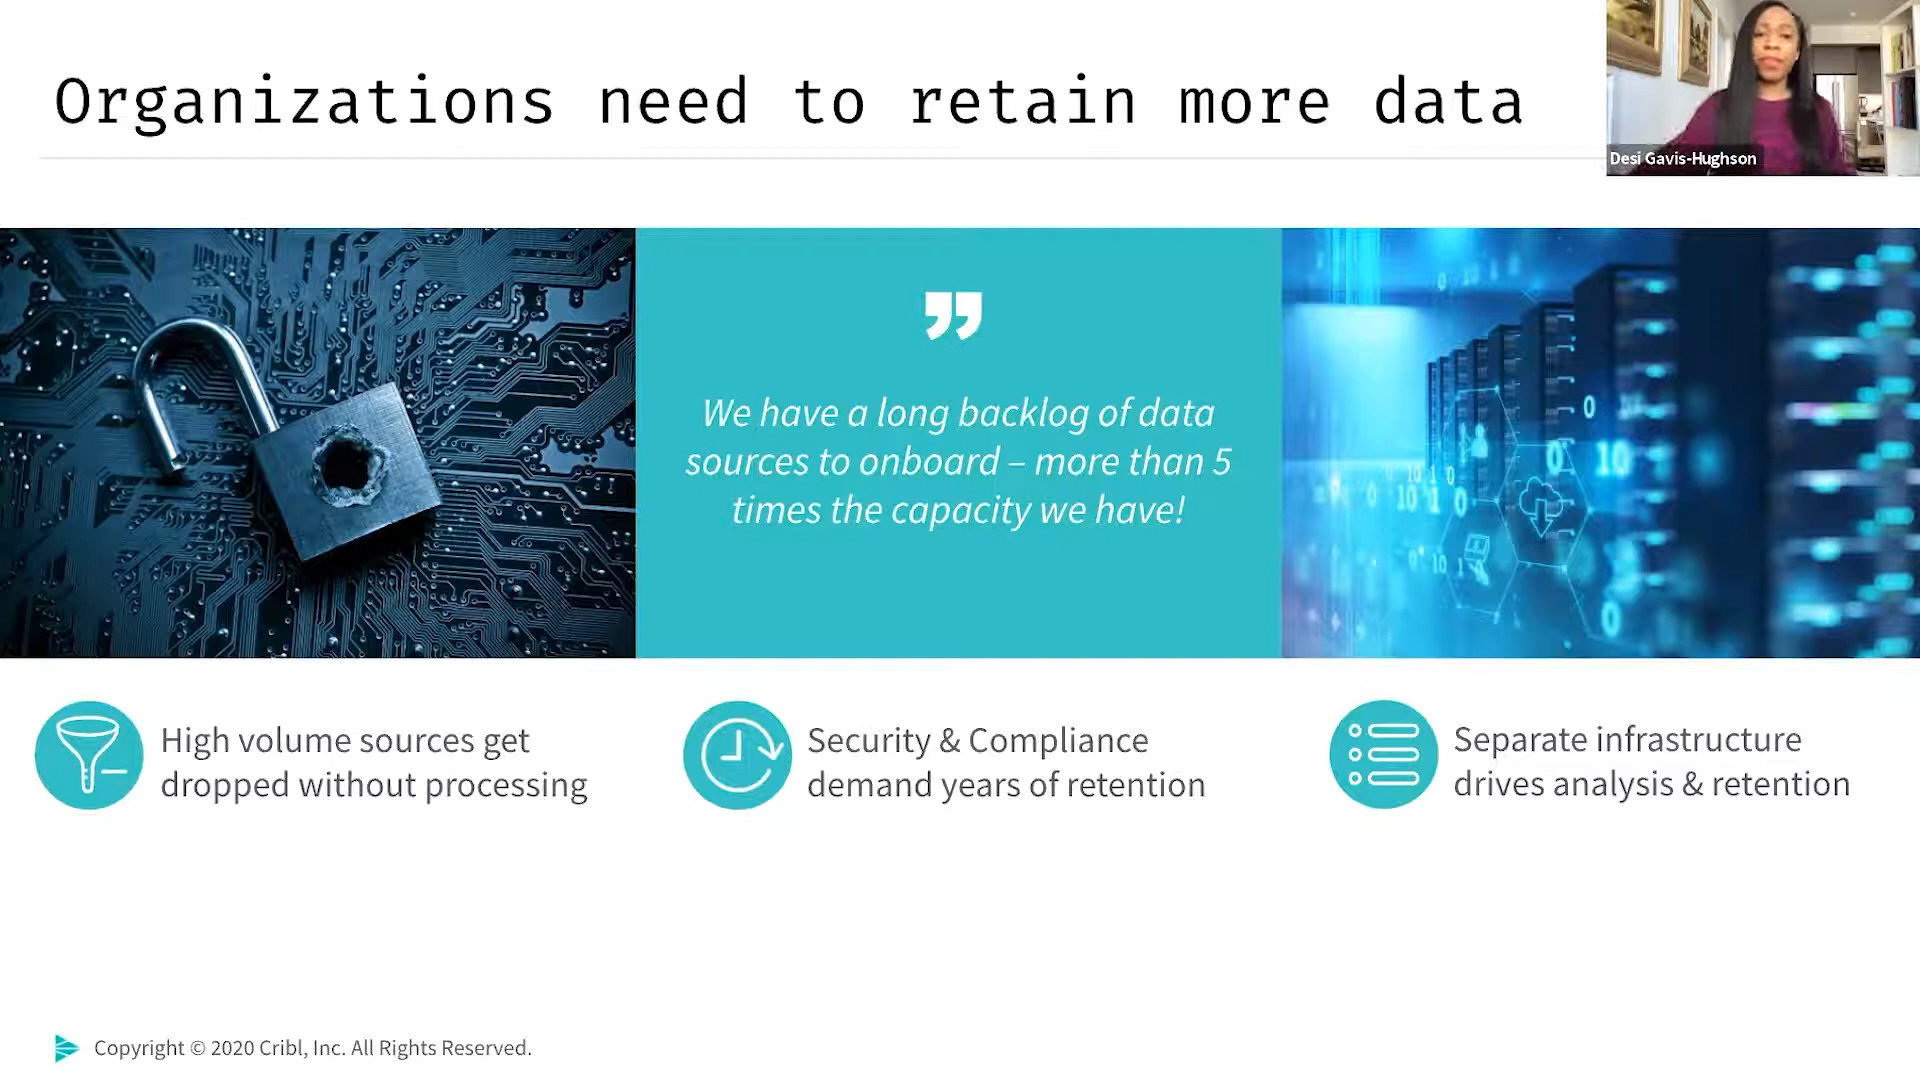 Organizations need to retain more data
Desi Gavis-Hughson
”
We have a long backlog of data
sources to onboard – more than 5
times the capacity we have!
High volume sources get
dropped without processing
Security & Compliance
demand years of retention
Separate infrastructure
drives analysis & retention
Copyright © 2020 Cribl, Inc. All Rights Reserved.